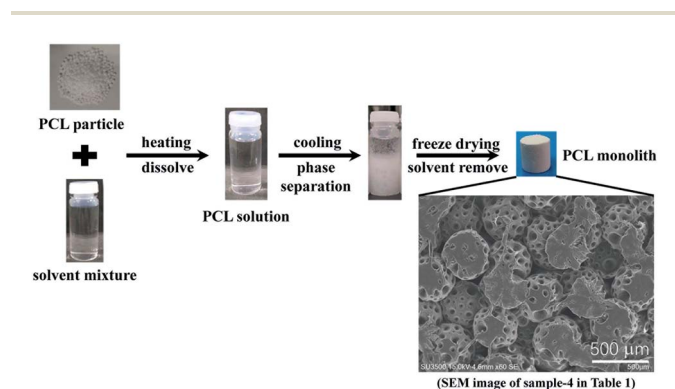 PCL particle
heating
dissolve
PCL solution
cooling
phase
separation
freeze drying
solvent remove
PCL monolith
solvent mixture
500 μm
SU3500 15.0kV 4.6mm x60 SE
500μm
(SEM image of sample-4 in Table 1)